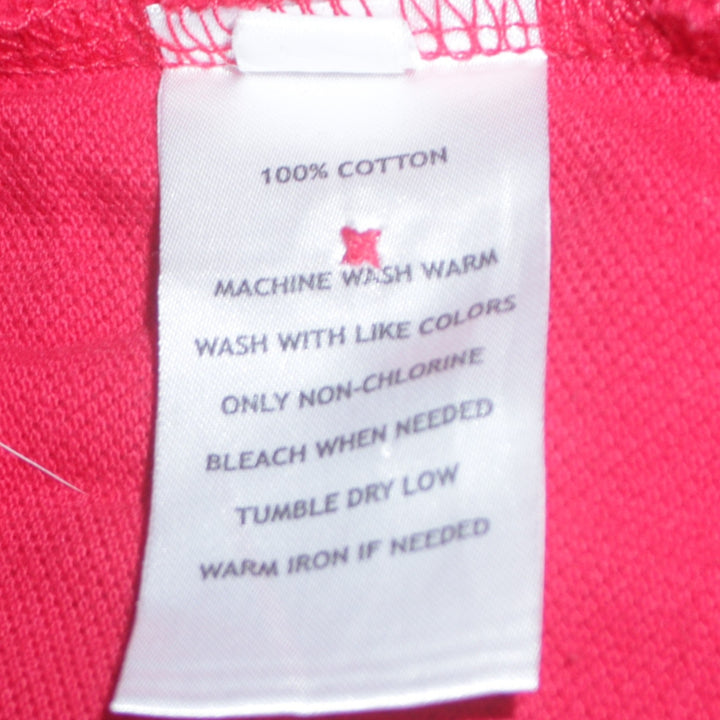 100% COTTON
MACHINE WASH WARM
WASH WITH LIKE COLORS
ONLY NON-CHLORINE
BLEACH WHEN NEEDED
TUMBLE DRY LOW
WARM IRON IF NEEDED